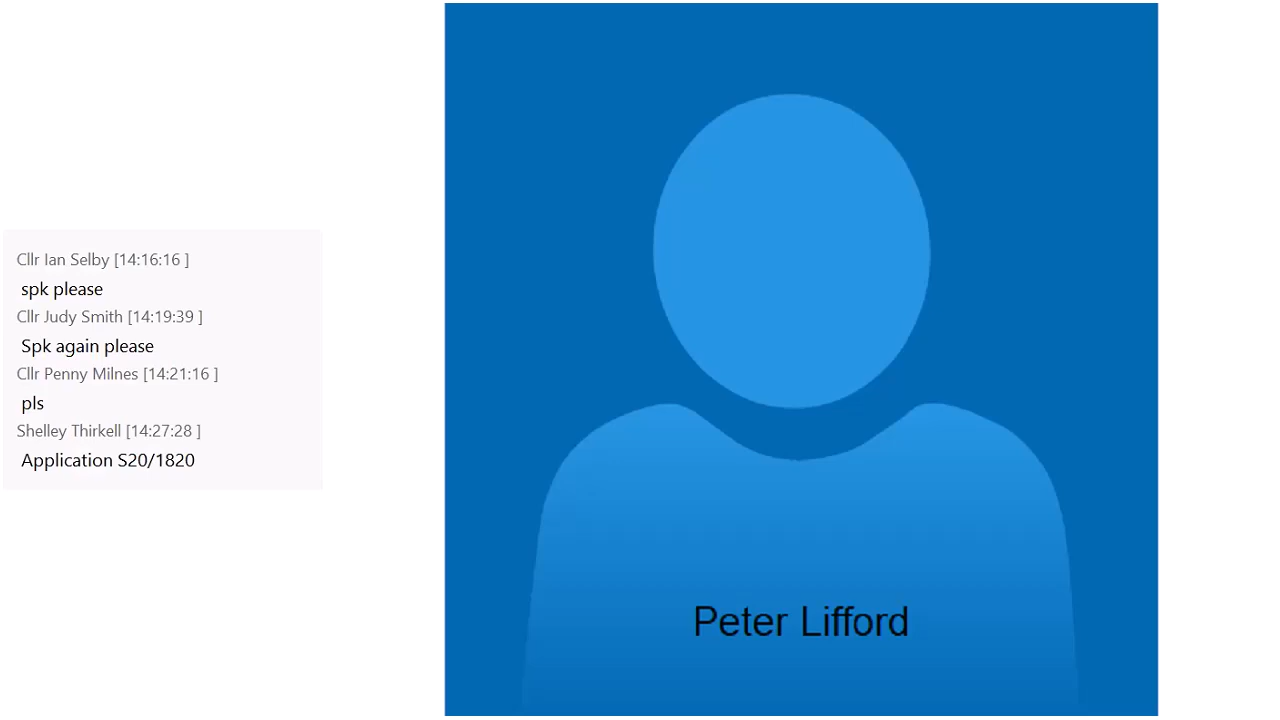 Cllr Ian Selby [14:16:16 ]
spk please
Cllr Judy Smith [14:19:39 ]
Spk again please
Cllr Penny Milnes [14:21:16 ]
pls
Shelley Thirkell [14:27:28 ]
Application S20/1820
Peter Lifford